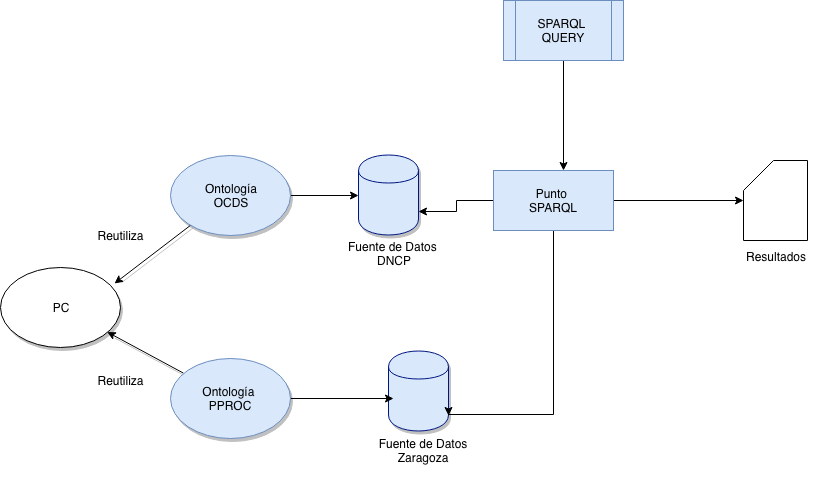 SPARQL
QUERY
Ontología
OCDS
Punto
SPARQL
Reutiliza
Fuente de Datos
DNCP
Resultados
PC
Reutiliza
Ontología
PPROC
Fuente de Datos
Zaragoza